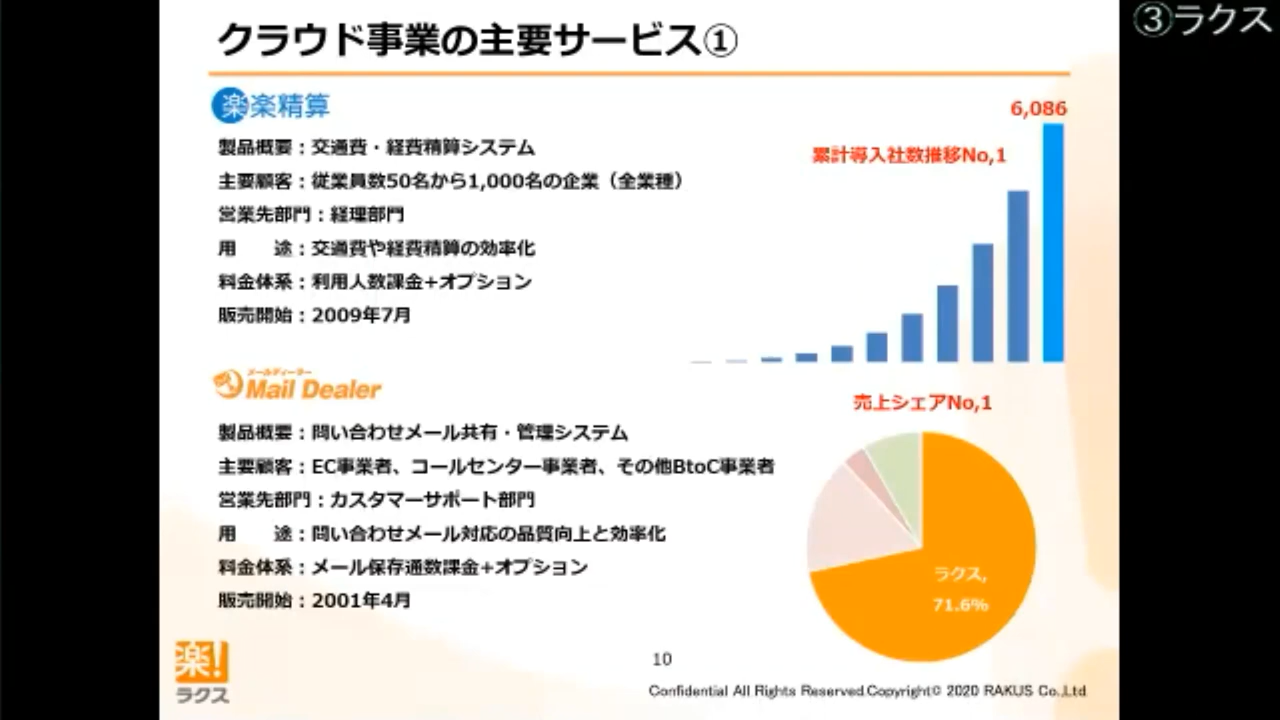 ③ラクス
クラウド事業の主要サービス①
楽楽精算
製品概要：交通費・経費精算システム
主要顧客：従業員数50名から1,000名の企業（全業種）
営業先部門：経理部門
用　　途：交通費や経費精算の効率化
料金体系：利用人数課金+オプション
販売開始：2009年7月
6,086
累計導入社数推移No,1
メールディーラー
Mail Dealer
製品概要：問い合わせメール共有・管理システム
主要顧客：EC事業者、コールセンター事業者、その他BtoC事業者
営業先部門：カスタマーサポート部門
用　　途：問い合わせメール対応の品質向上と効率化
料金体系：メール保存通数課金+オプション
販売開始：2001年4月
売上シェアNo,1
ラクス,
71.6%
楽!
ラクス
10
Confidential All Rights Reserved.Copyright© 2020 RAKUS Co.,Ltd